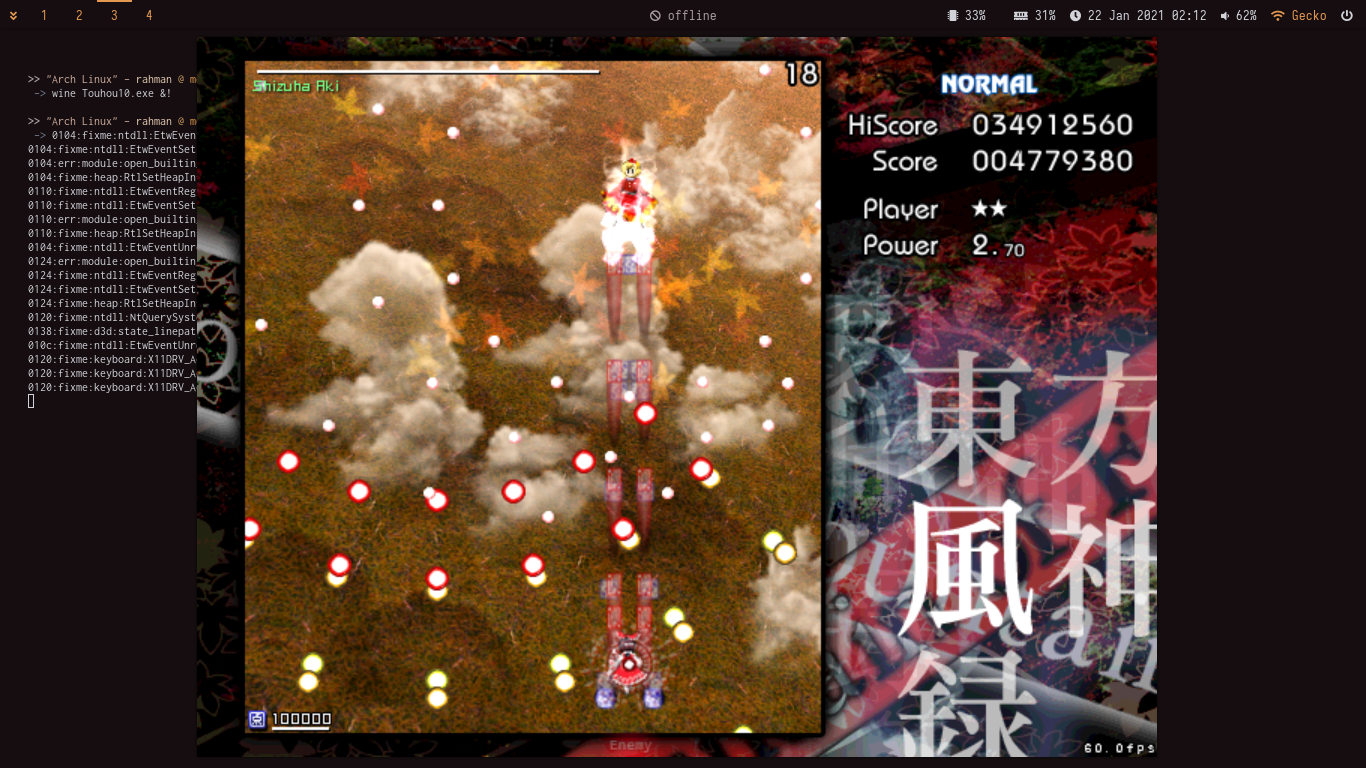 1 2 3 4 offline 33% 31% 22 Jan 2021 02:12 62% Gecko
>> "Arch Linux" - rahman @
-> wine Touhou10.exe &!
>> "Arch Linux" - rahman @
-> 0104:fixme:ntdll:EtwEven
0104:fixme:ntdll:EtwEventSet
0104:err:module:open_builtin
0104:fixme:heap:RtlSetHeapIn
0110:fixme:ntdll:EtwEventReg
0110:fixme:ntdll:EtwEventSet
0110:err:module:open_builtin
0110:fixme:heap:RtlSetHeapIn
0104:fixme:ntdll:EtwEventUnr
0124:err:module:open_builtin
0124:fixme:ntdll:EtwEventReg
0124:fixme:ntdll:EtwEventSet
0124:fixme:heap:RtlSetHeapIn
0120:fixme:ntdll:NtQuerySyst
0138:fixme:d3d:state_linepat
010c:fixme:ntdll:EtwEventUnr
0120:fixme:keyboard:X11DRV_A
0120:fixme:keyboard:X11DRV_A
0120:fixme:keyboard:X11DRV_A
18
Shizuha Aki
100000
Enemy
NORMAL
HiScore 034912560
Score 004779380
Player ★★
Power 2.70
東方
風神
録
60.0fps